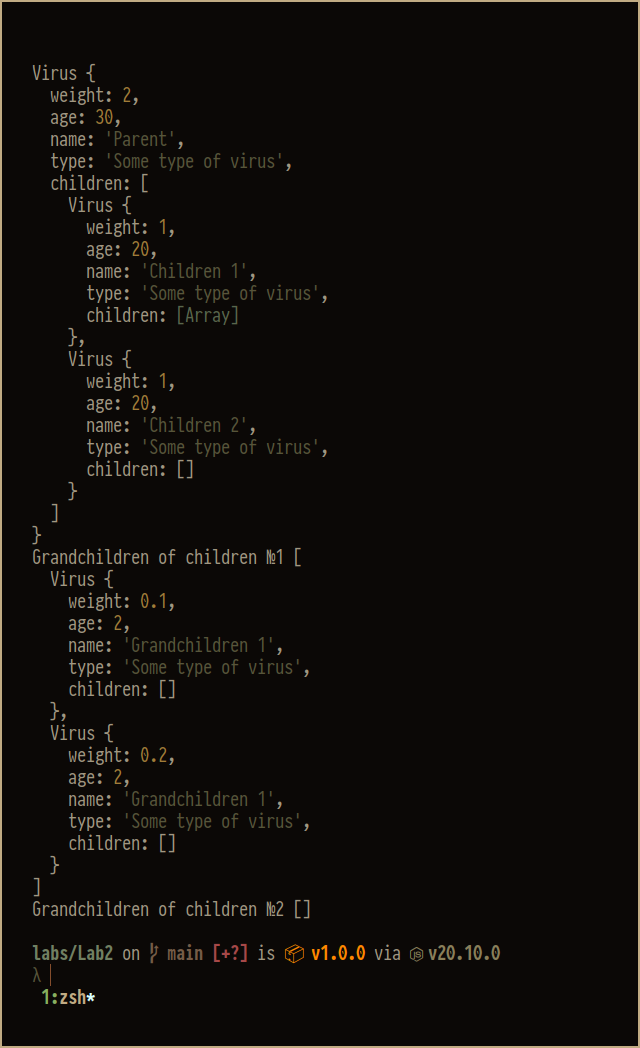 Virus {
  weight: 2,
  age: 30,
  name: 'Parent',
  type: 'Some type of virus',
  children: [
    Virus {
      weight: 1,
      age: 20,
      name: 'Children 1',
      type: 'Some type of virus',
      children: [Array]
    },
    Virus {
      weight: 1,
      age: 20,
      name: 'Children 2',
      type: 'Some type of virus',
      children: []
    }
  ]
}
Grandchildren of children №1 [
  Virus {
    weight: 0.1,
    age: 2,
    name: 'Grandchildren 1',
    type: 'Some type of virus',
    children: []
  },
  Virus {
    weight: 0.2,
    age: 2,
    name: 'Grandchildren 1',
    type: 'Some type of virus',
    children: []
  }
]
Grandchildren of children №2 []
labs/Lab2 on main [+?] is 📦 v1.0.0 via v20.10.0
λ
1:zsh*